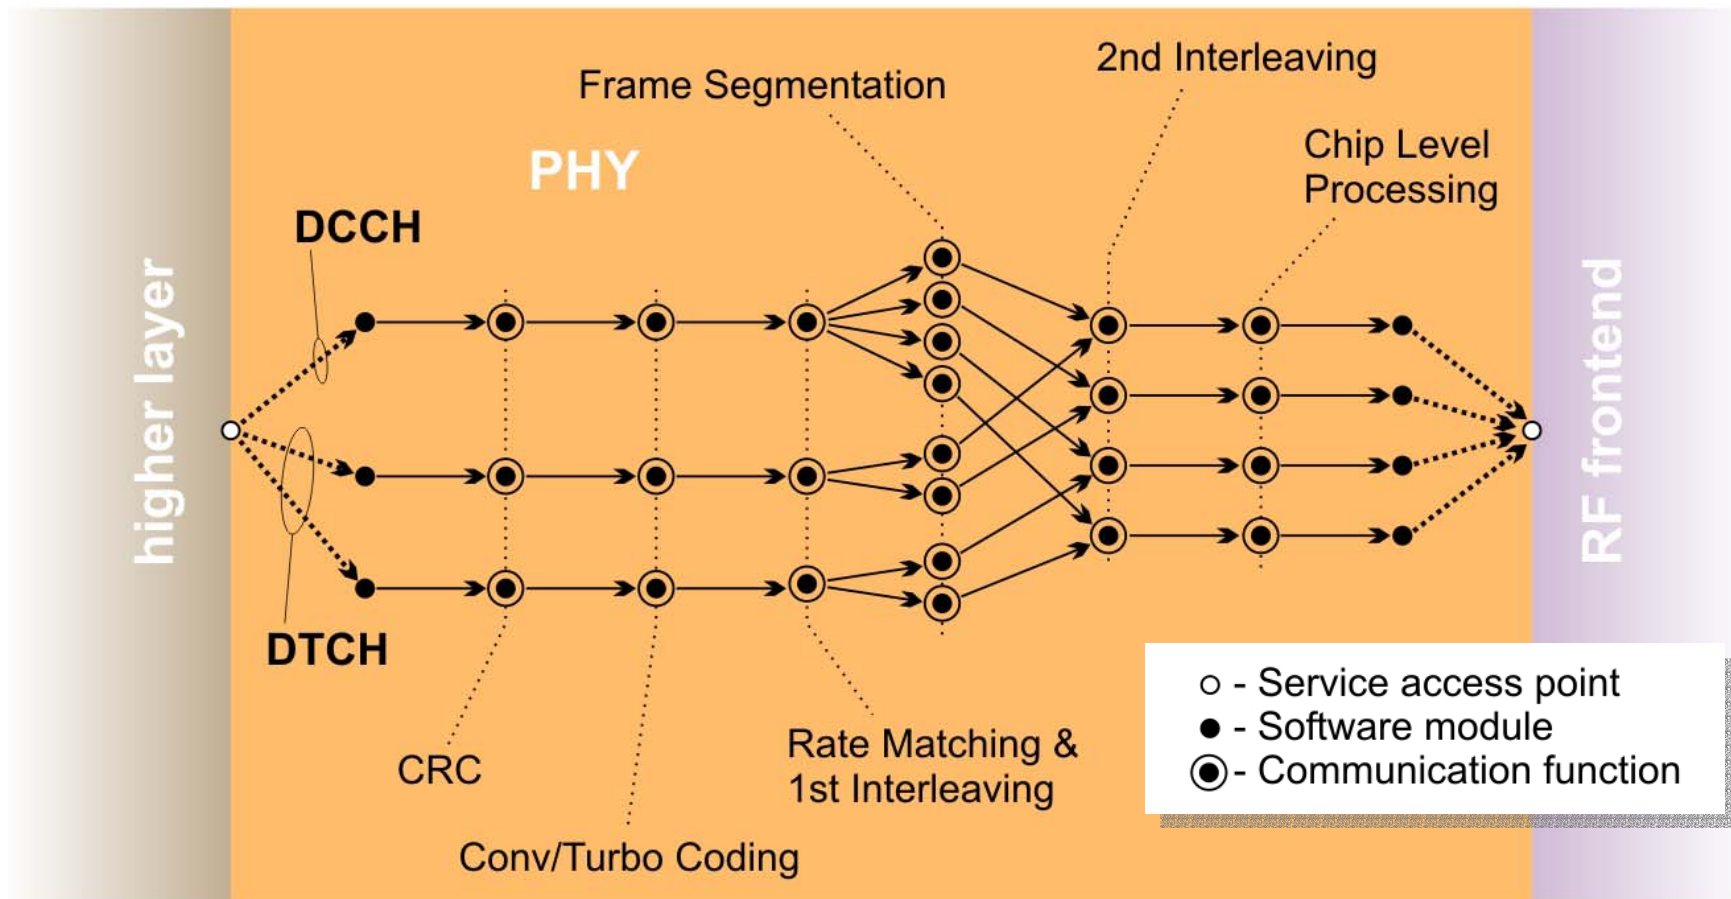 2nd Interleaving
Frame Segmentation
Chip Level
Processing
PHY
DCCH
higher layer
RF frontend
DTCH
CRC
Rate Matching &
1st Interleaving
Conv/Turbo Coding
- Service access point
- Software module
- Communication function